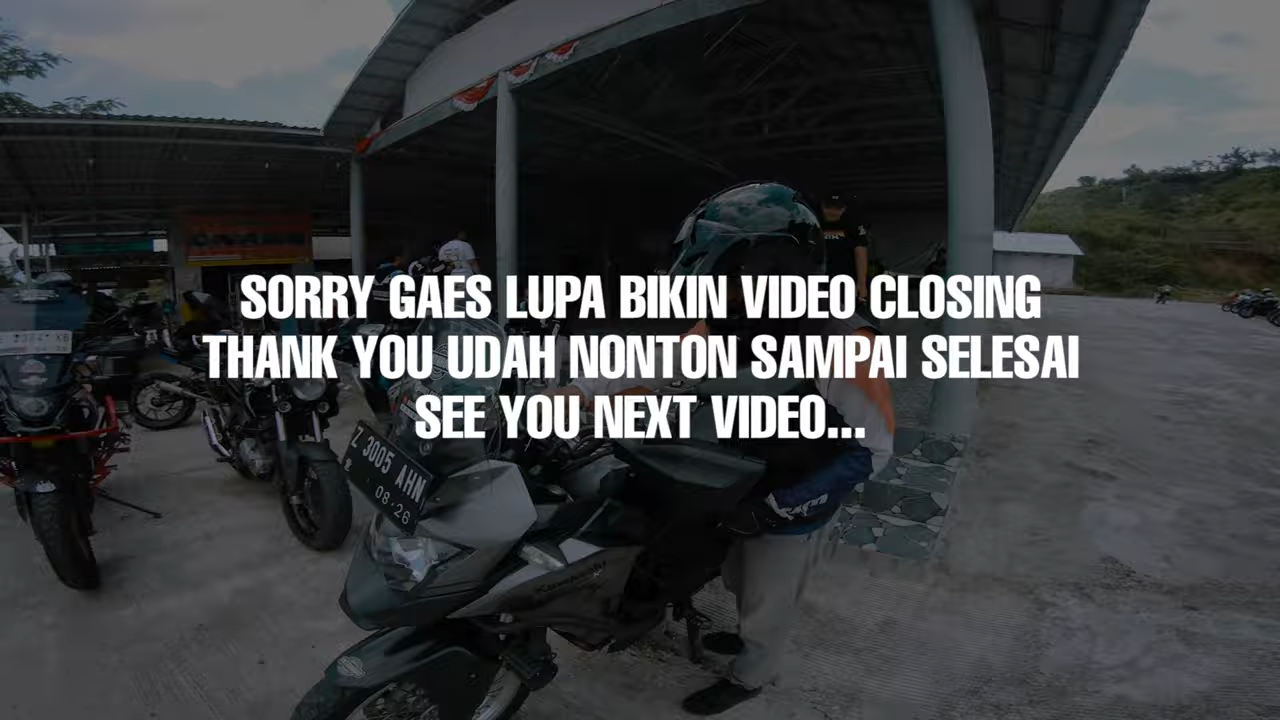 SORRY GAES LUPA BIKIN VIDEO CLOSING
THANK YOU UDAH NONTON SAMPAI SELESAI
SEE YOU NEXT VIDEO...
Z 3005 AHN
08·26
Kawasaki